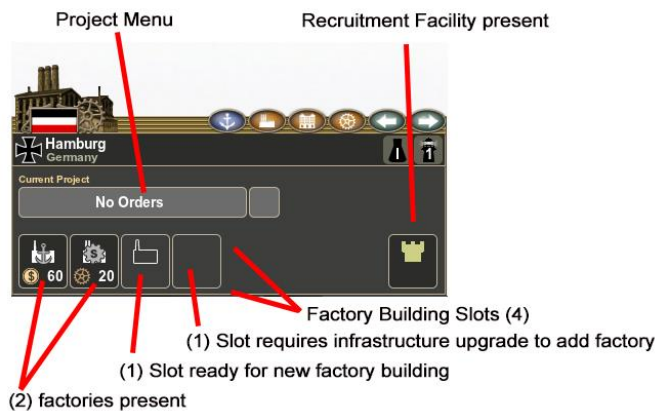 Project Menu
Recruitment Facility present
Hamburg
Germany
I
1
Current Project
No Orders
$ 60
S 20
Factory Building Slots (4)
(1) Slot requires infrastructure upgrade to add factory
(1) Slot ready for new factory building
(2) factories present